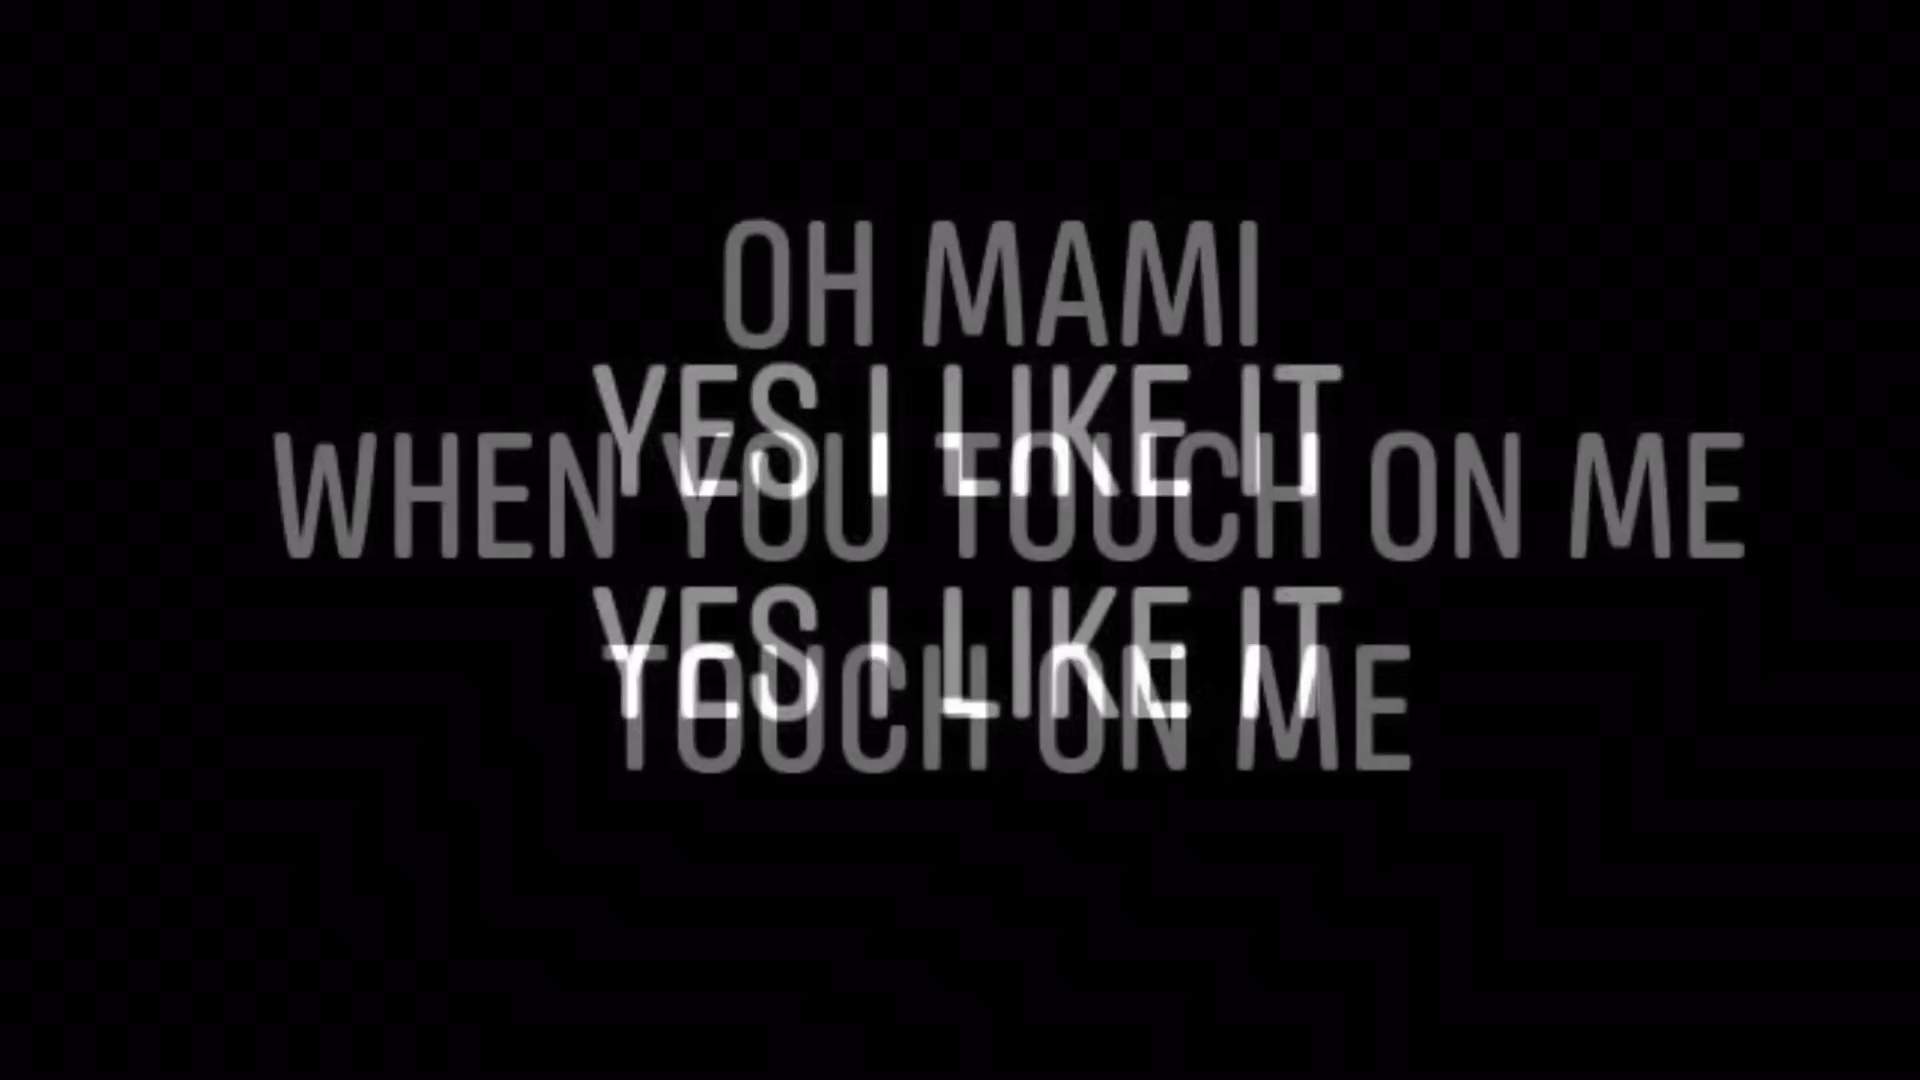 OH MAMI
YES I LIKE IT
WHEN YOU TOUCH ON ME
YES I LIKE IT
TOUCH ON ME